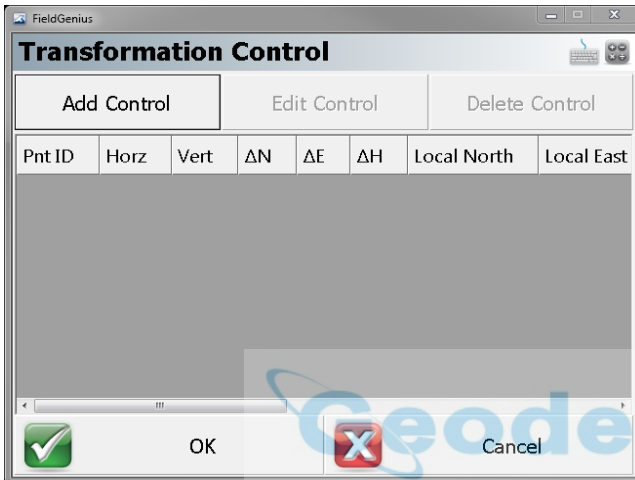 FieldGenius
Transformation Control
Add Control Edit Control Delete Control
Pnt ID Horz Vert ΔN ΔE ΔH Local North Local East
OK Cancel
Geode